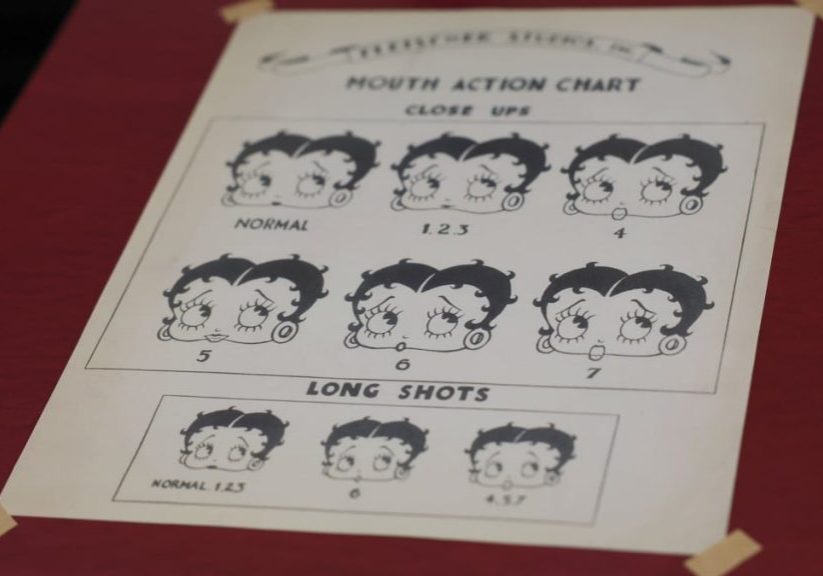 FLEISCHER STUDIOS, INC
MOUTH ACTION CHART
CLOSE UPS
NORMAL 1.2.3 4
5 6 7
LONG SHOTS
NORMAL 1.2.3 6 4.5.7